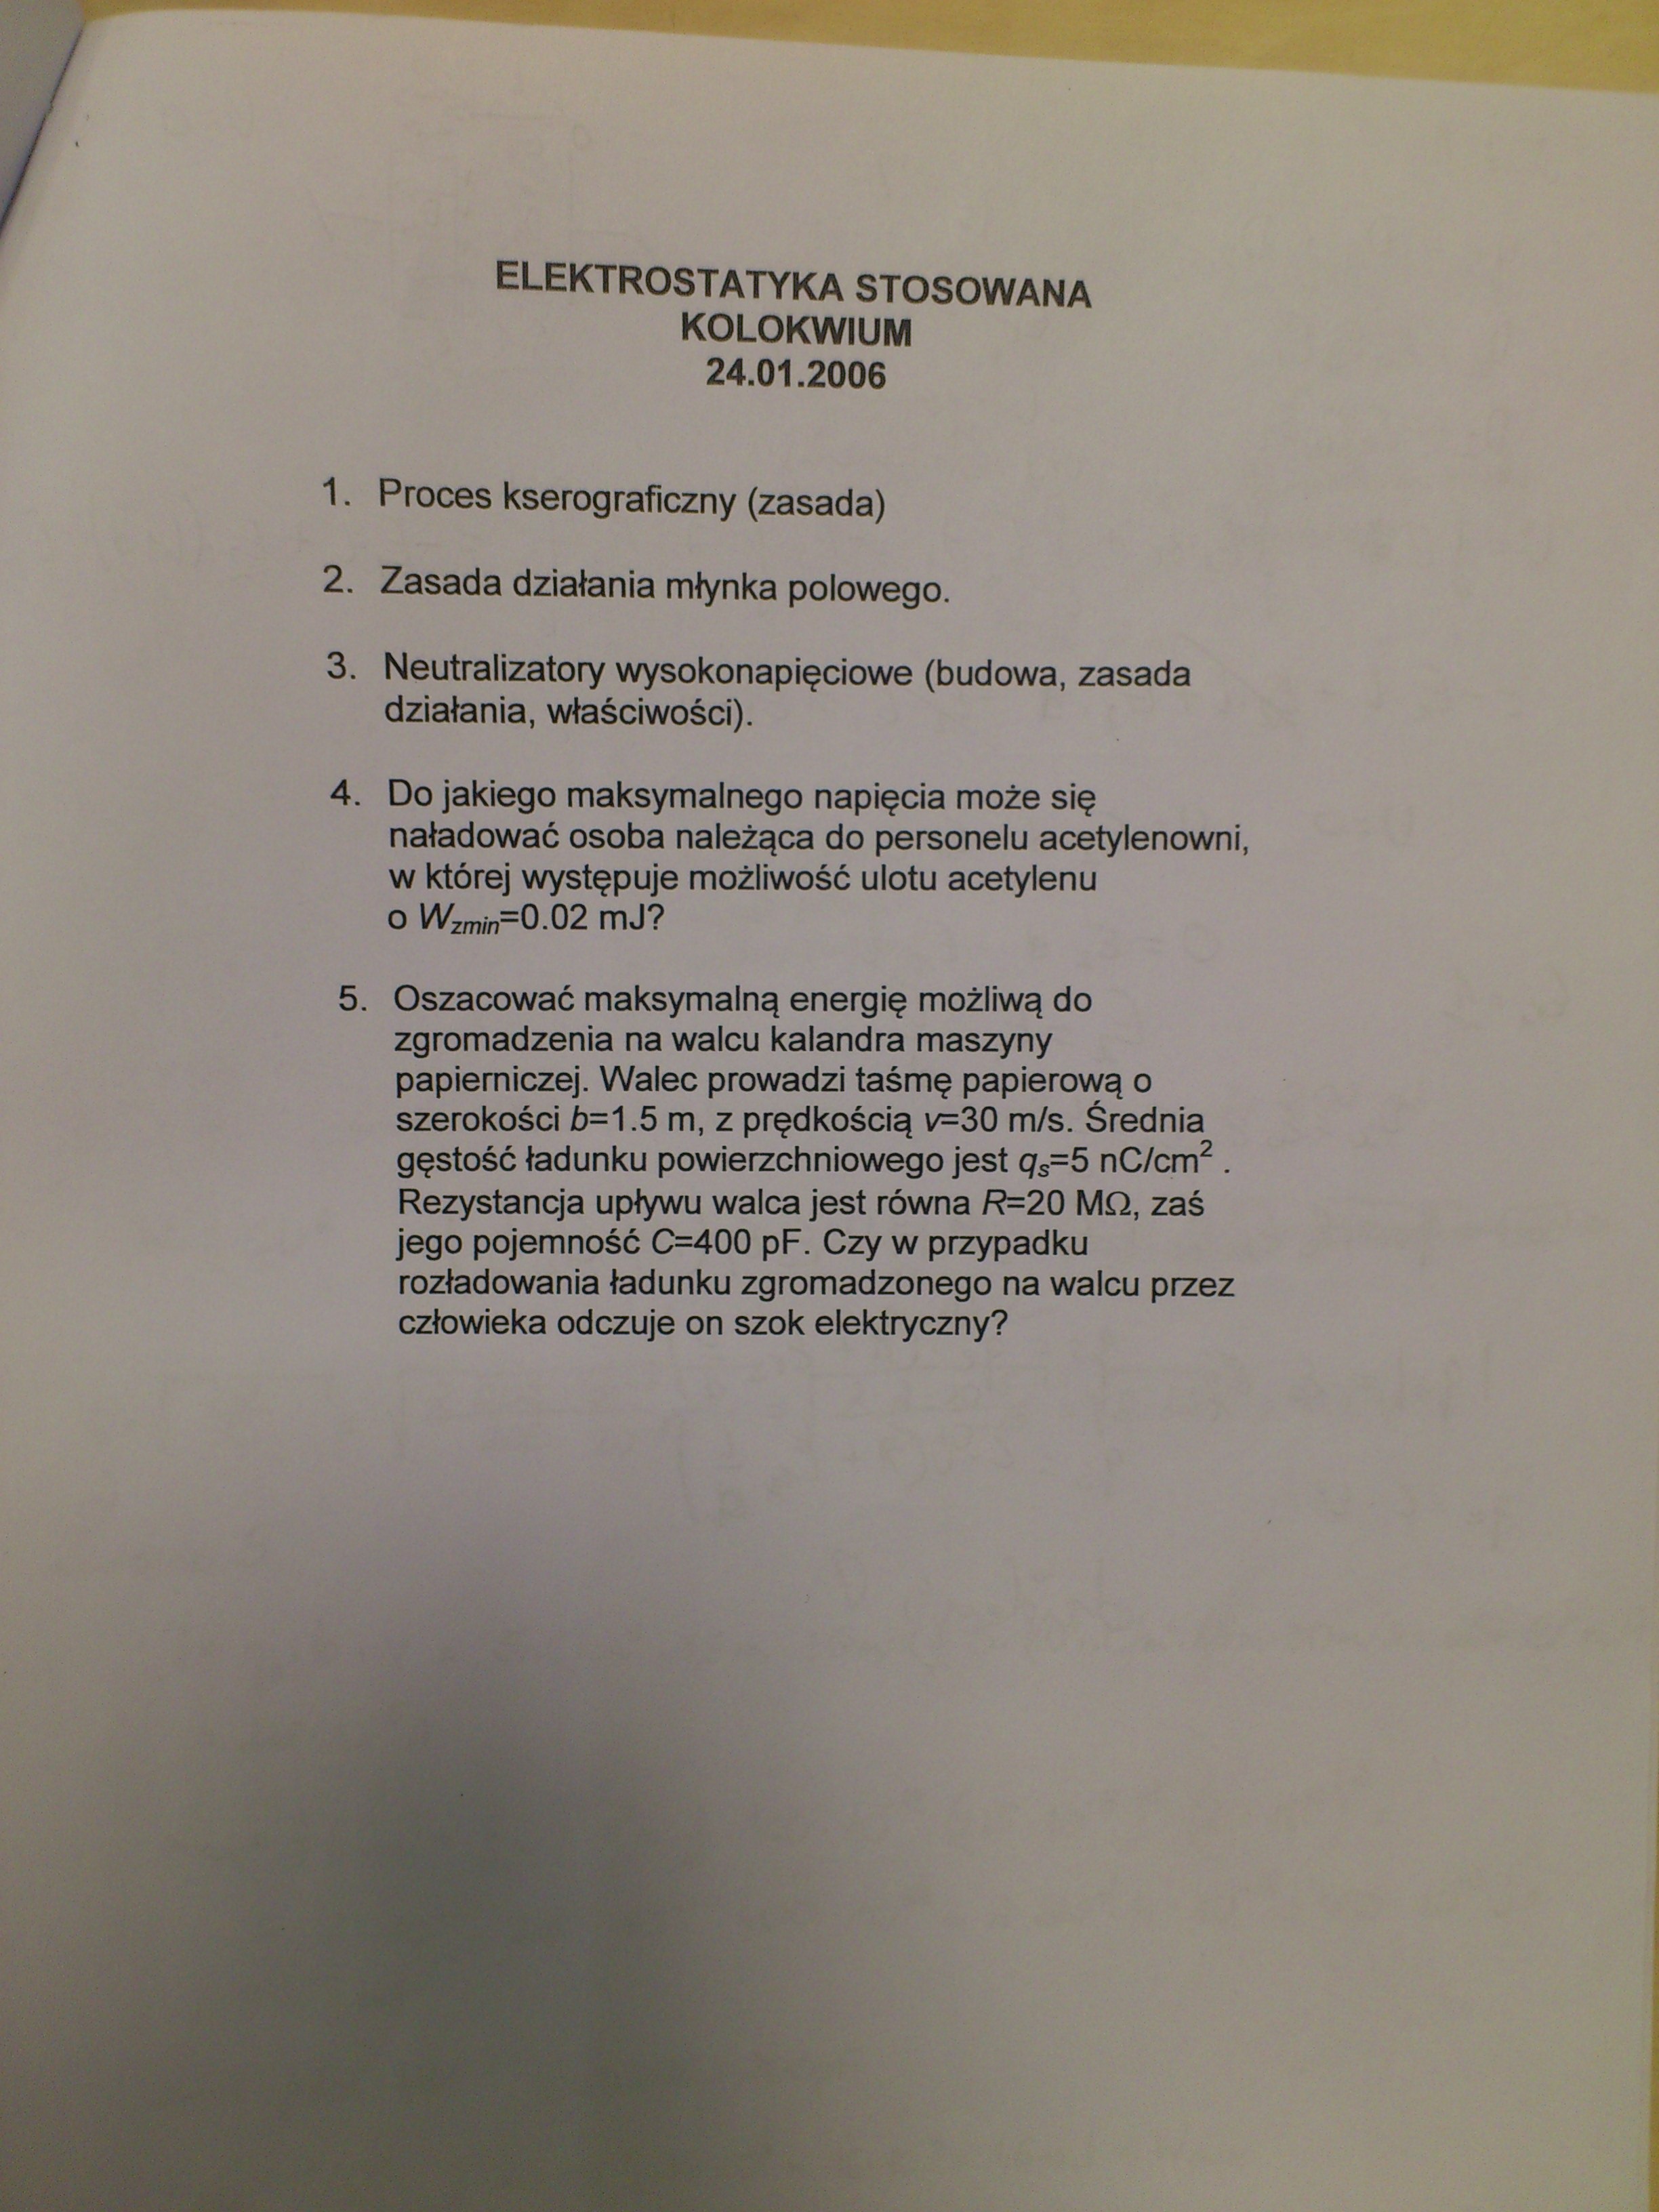 ELEKTROSTATYKA STOSOWANA
KOLOKWIUM
24.01.2006
1. Proces kserograficzny (zasada)
2. Zasada działania młynka polowego.
3. Neutralizatory wysokonapięciowe (budowa, zasada
działania, właściwości).
4. Do jakiego maksymalnego napięcia może się
naładować osoba należąca do personelu acetylenowni,
w której występuje możliwość ulotu acetylenu
o Wzmin=0.02 mJ?
5. Oszacować maksymalną energię możliwą do
zgromadzenia na walcu kalandra maszyny
papierniczej. Walec prowadzi taśmę papierową o
szerokości b=1.5 m, z prędkością v=30 m/s. Średnia
gęstość ładunku powierzchniowego jest qs=5 nC/cm².
Rezystancja upływu walca jest równa R=20 MΩ, zaś
jego pojemność C=400 pF. Czy w przypadku
rozładowania ładunku zgromadzonego na walcu przez
człowieka odczuje on szok elektryczny?